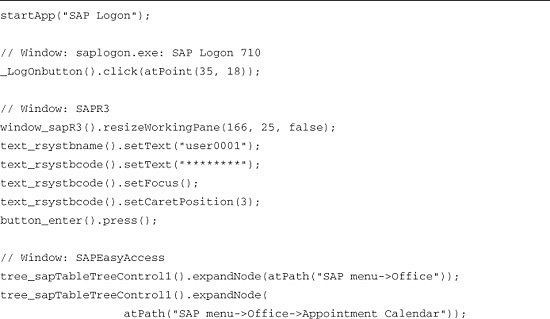 startApp("SAP Logon");
// Window: saplogon.exe: SAP Logon 710
_LogOnbutton().click(atPoint(35, 18));
// Window: SAPR3
window_sapR3().resizeWorkingPane(166, 25, false);
text_rsystbname().setText("user0001");
text_rsystbcode().setText("********");
text_rsystbcode().setFocus();
text_rsystbcode().setCaretPosition(3);
button_enter().press();
// Window: SAPEasyAccess
tree_sapTableTreeControl1().expandNode(atPath("SAP menu->Office"));
tree_sapTableTreeControl1().expandNode(
atPath("SAP menu->Office->Appointment Calendar"));